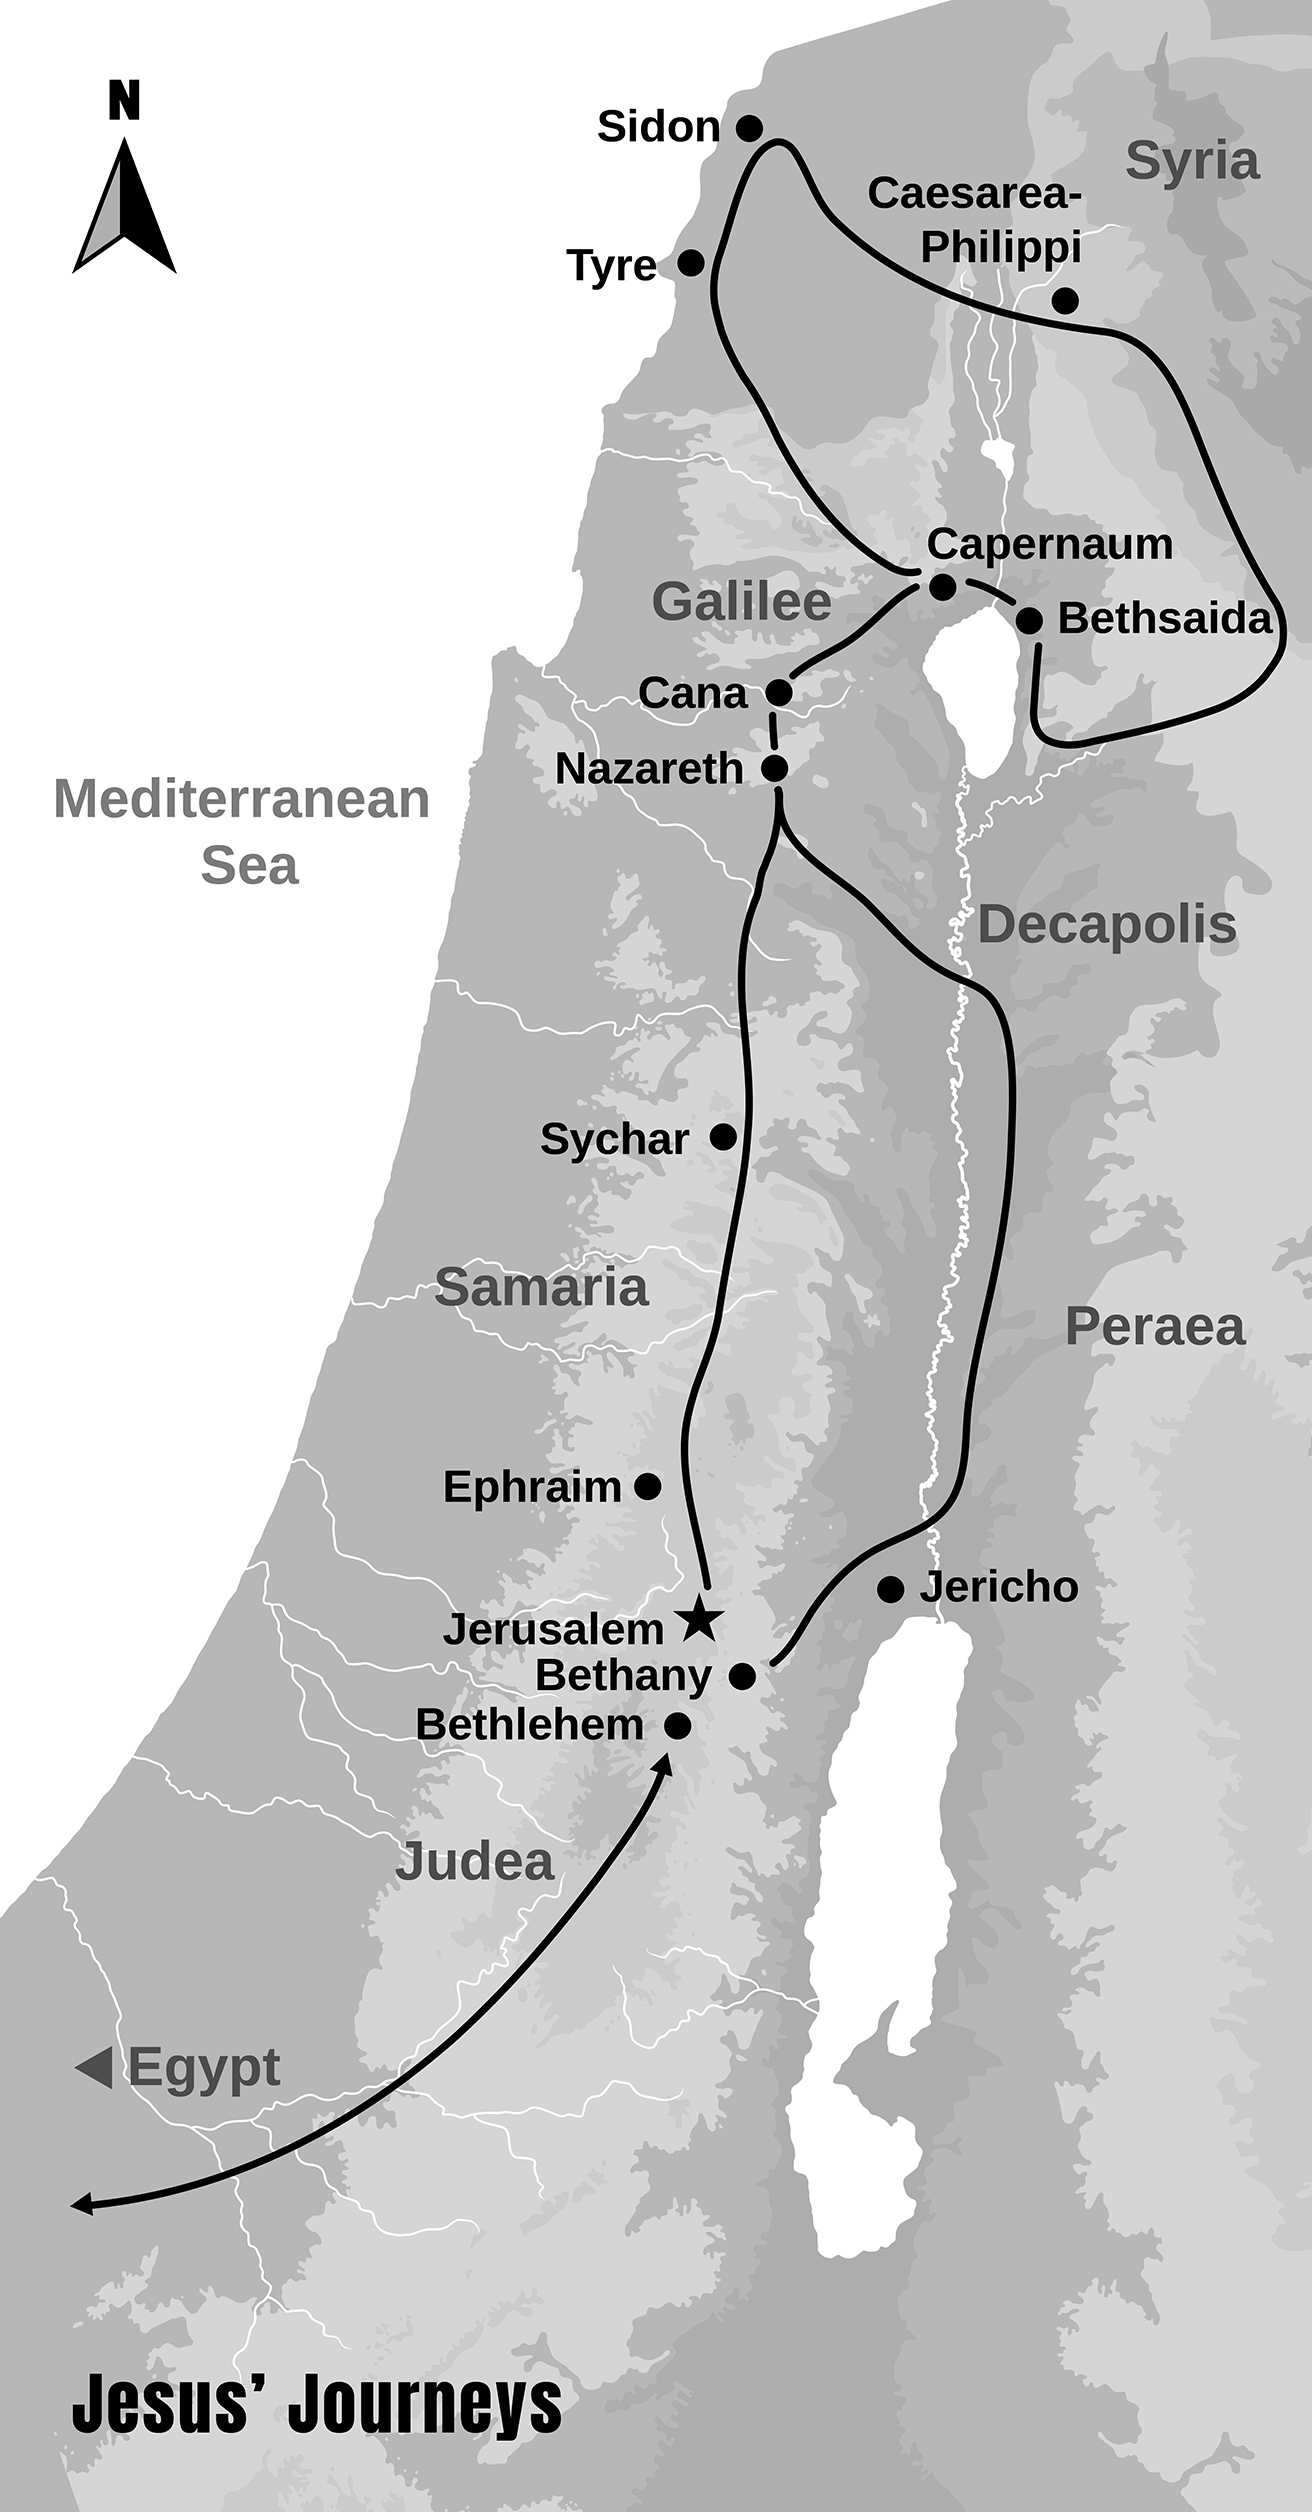 N
Sidon
Syria
Caesarea-
Philippi
Tyre
Capernaum
Galilee
Bethsaida
Cana
Nazareth
Mediterranean
Sea
Decapolis
Sychar
Samaria
Peraea
Ephraim
Jericho
Jerusalem
Bethany
Bethlehem
Judea
Egypt
Jesus’ Journeys